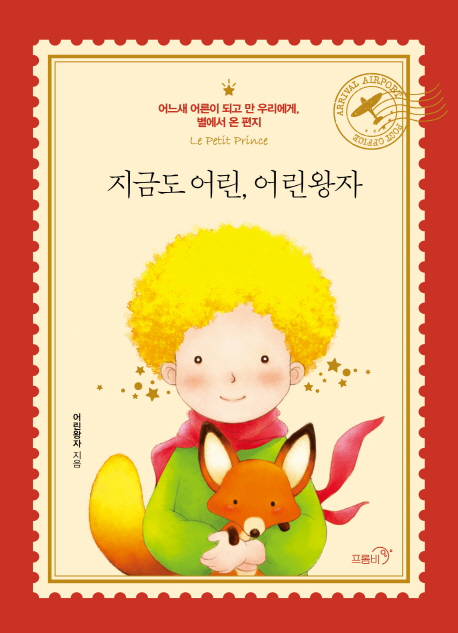 어느새 어른이 되고 만 우리에게,
별에서 온 편지
Le Petit Prince
지금도 어린, 어린왕자
ARRIVAL AIRPORT
POST OFFICE
어린왕자 지음
프롬비